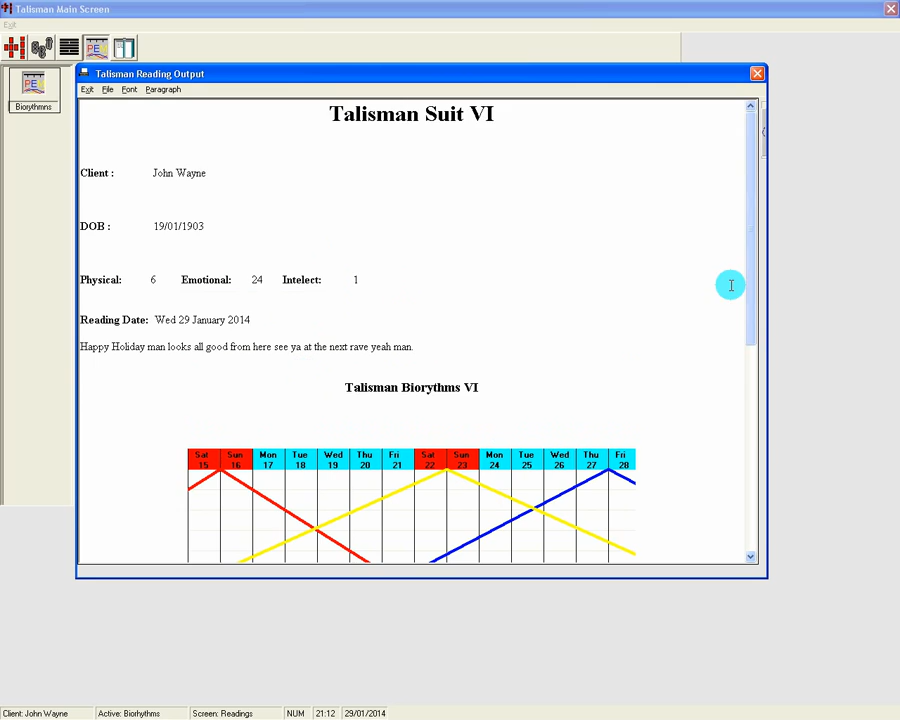 Talisman Main Screen
Exit
PE
Biorythmns
Talisman Reading Output
Exit File Font Paragraph
Talisman Suit VI
Client : John Wayne
DOB : 19/01/1903
Physical: 6 Emotional: 24 Intelect: 1
Reading Date: Wed 29 January 2014
Happy Holiday man looks all good from here see ya at the next rave yeah man.
Talisman Biorythms VI
Sat Sun Mon Tue Wed Thu Fri Sat Sun Mon Tue Wed Thu Fri
15 16 17 18 19 20 21 22 23 24 25 26 27 28
Client: John Wayne Active: Biorhythms Screen: Readings NUM 21:12 29/01/2014